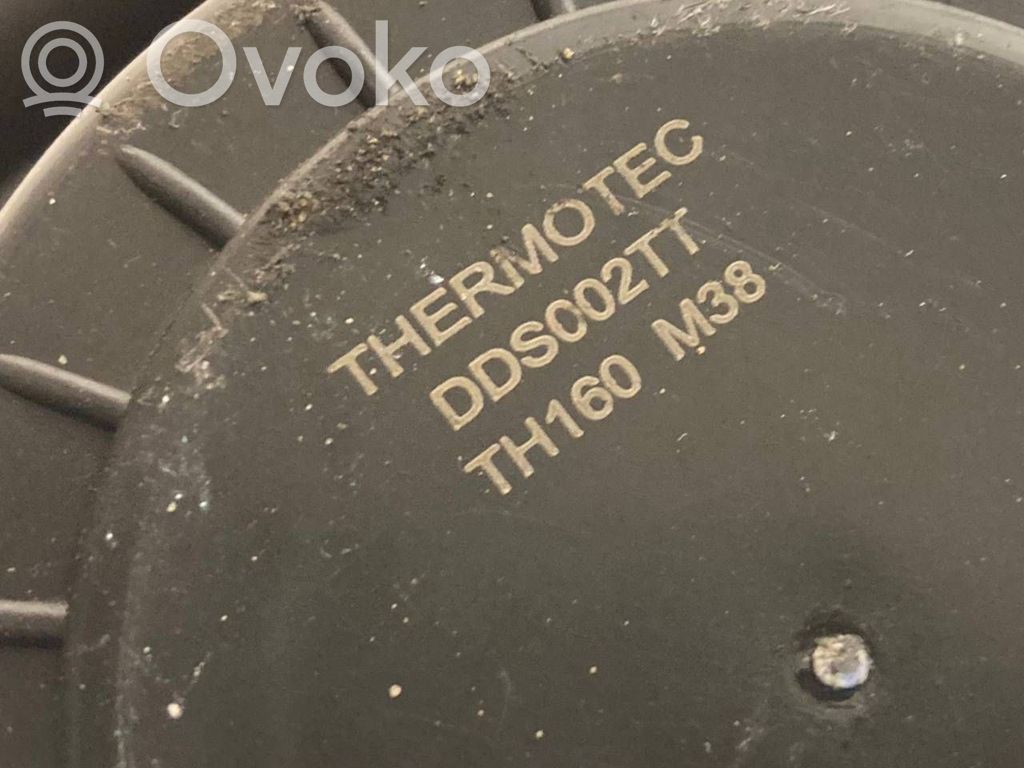 Ovoko
THERMOTEC
DDS002TT
TH160 M38